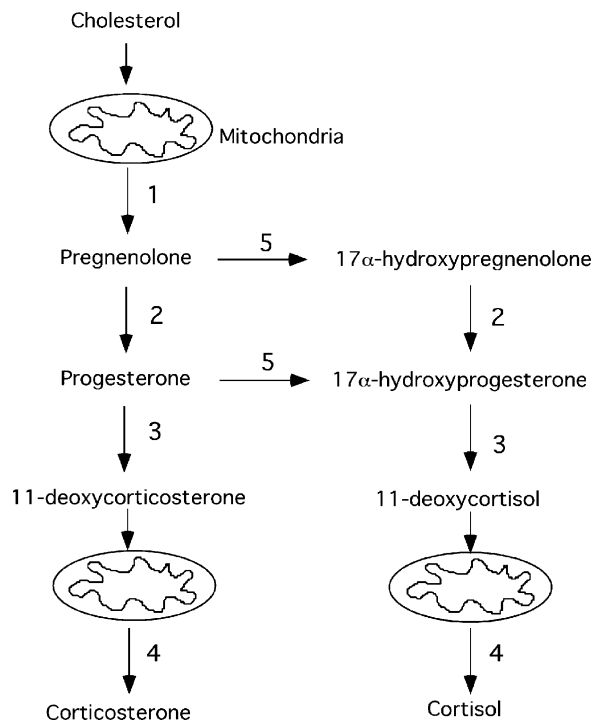 Cholesterol
Mitochondria
1
Pregnenolone
5
17α-hydroxypregnenolone
2
2
Progesterone
5
17α-hydroxyprogesterone
3
3
11-deoxycorticosterone
11-deoxycortisol
4
4
Corticosterone
Cortisol